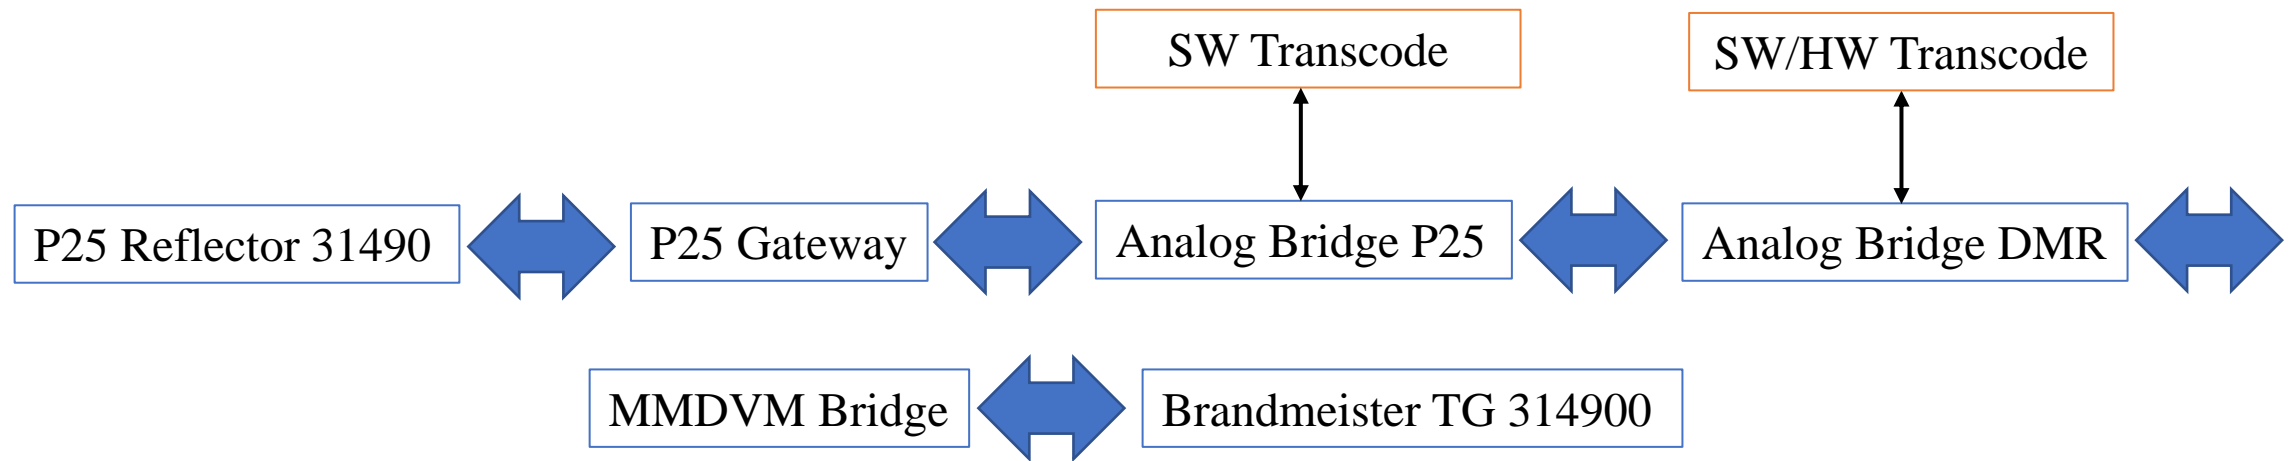 SW Transcode
SW/HW Transcode
P25 Reflector 31490
P25 Gateway
Analog Bridge P25
Analog Bridge DMR
MMDVM Bridge
Brandmeister TG 314900